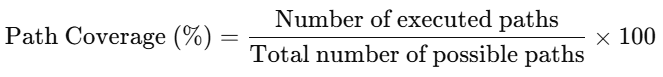 Path Coverage (%) = Number of executed paths / Total number of possible paths × 100